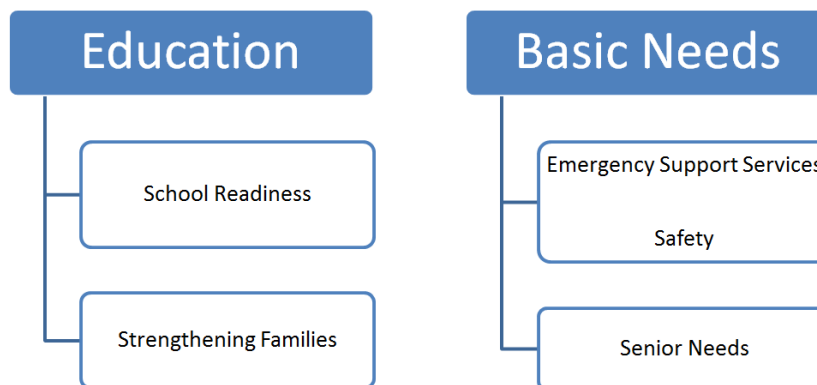 Education
School Readiness
Strengthening Families
Basic Needs
Emergency Support Services
Safety
Senior Needs